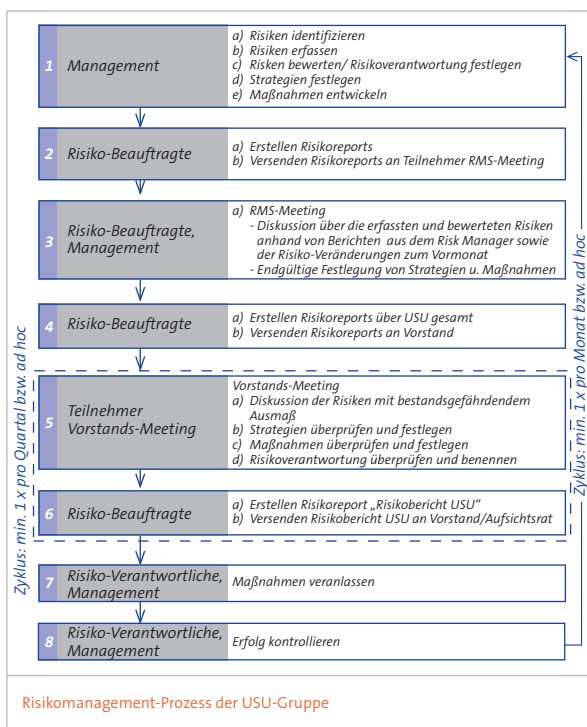 1 Management
a) Risiken identifizieren
b) Risiken erfassen
c) Risken bewerten/ Risikoverantwortung festlegen
d) Strategien festlegen
e) Maßnahmen entwickeln
2 Risiko-Beauftragte
a) Erstellen Risikoreports
b) Versenden Risikoreports an Teilnehmer RMS-Meeting
3 Risiko-Beauftragte,
Management
a) RMS-Meeting
- Diskussion über die erfassten und bewerteten Risiken
anhand von Berichten aus dem Risk Manager sowie
der Risiko-Veränderungen zum Vormonat
- Endgültige Festlegung von Strategien u. Maßnahmen
4 Risiko-Beauftragte
a) Erstellen Risikoreports über USU gesamt
b) Versenden Risikoreports an Vorstand
5 Teilnehmer
Vorstands-Meeting
Vorstands-Meeting
a) Diskussion der Risiken mit bestandsgefährdendem
Ausmaß
b) Strategien überprüfen und festlegen
c) Maßnahmen überprüfen und festlegen
d) Risikoverantwortung überprüfen und benennen
6 Risiko-Beauftragte
a) Erstellen Risikoreport „Risikobericht USU“
b) Versenden Risikobericht USU an Vorstand/Aufsichtsrat
7 Risiko-Verantwortliche,
Management
Maßnahmen veranlassen
8 Risiko-Verantwortliche,
Management
Erfolg kontrollieren
Zyklus: min. 1 x pro Quartal bzw. ad hoc
Zyklus: min. 1 x pro Monat bzw. ad hoc
Risikomanagement-Prozess der USU-Gruppe